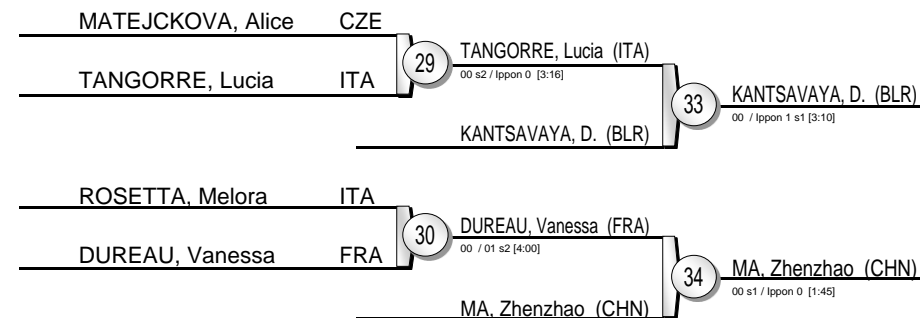 MATEJCKOVA, Alice CZE
29
TANGORRE, Lucia (ITA)
00 s2 / Ippon 0 [3:16]
TANGORRE, Lucia ITA
33
KANTSAVAYA, D. (BLR)
00 / Ippon 1 s1 [3:10]
KANTSAVAYA, D. (BLR)
ROSETTA, Melora ITA
30
DUREAU, Vanessa (FRA)
00 / 01 s2 [4:00]
DUREAU, Vanessa FRA
34
MA, Zhenzhao (CHN)
00 s1 / Ippon 0 [1:45]
MA, Zhenzhao (CHN)